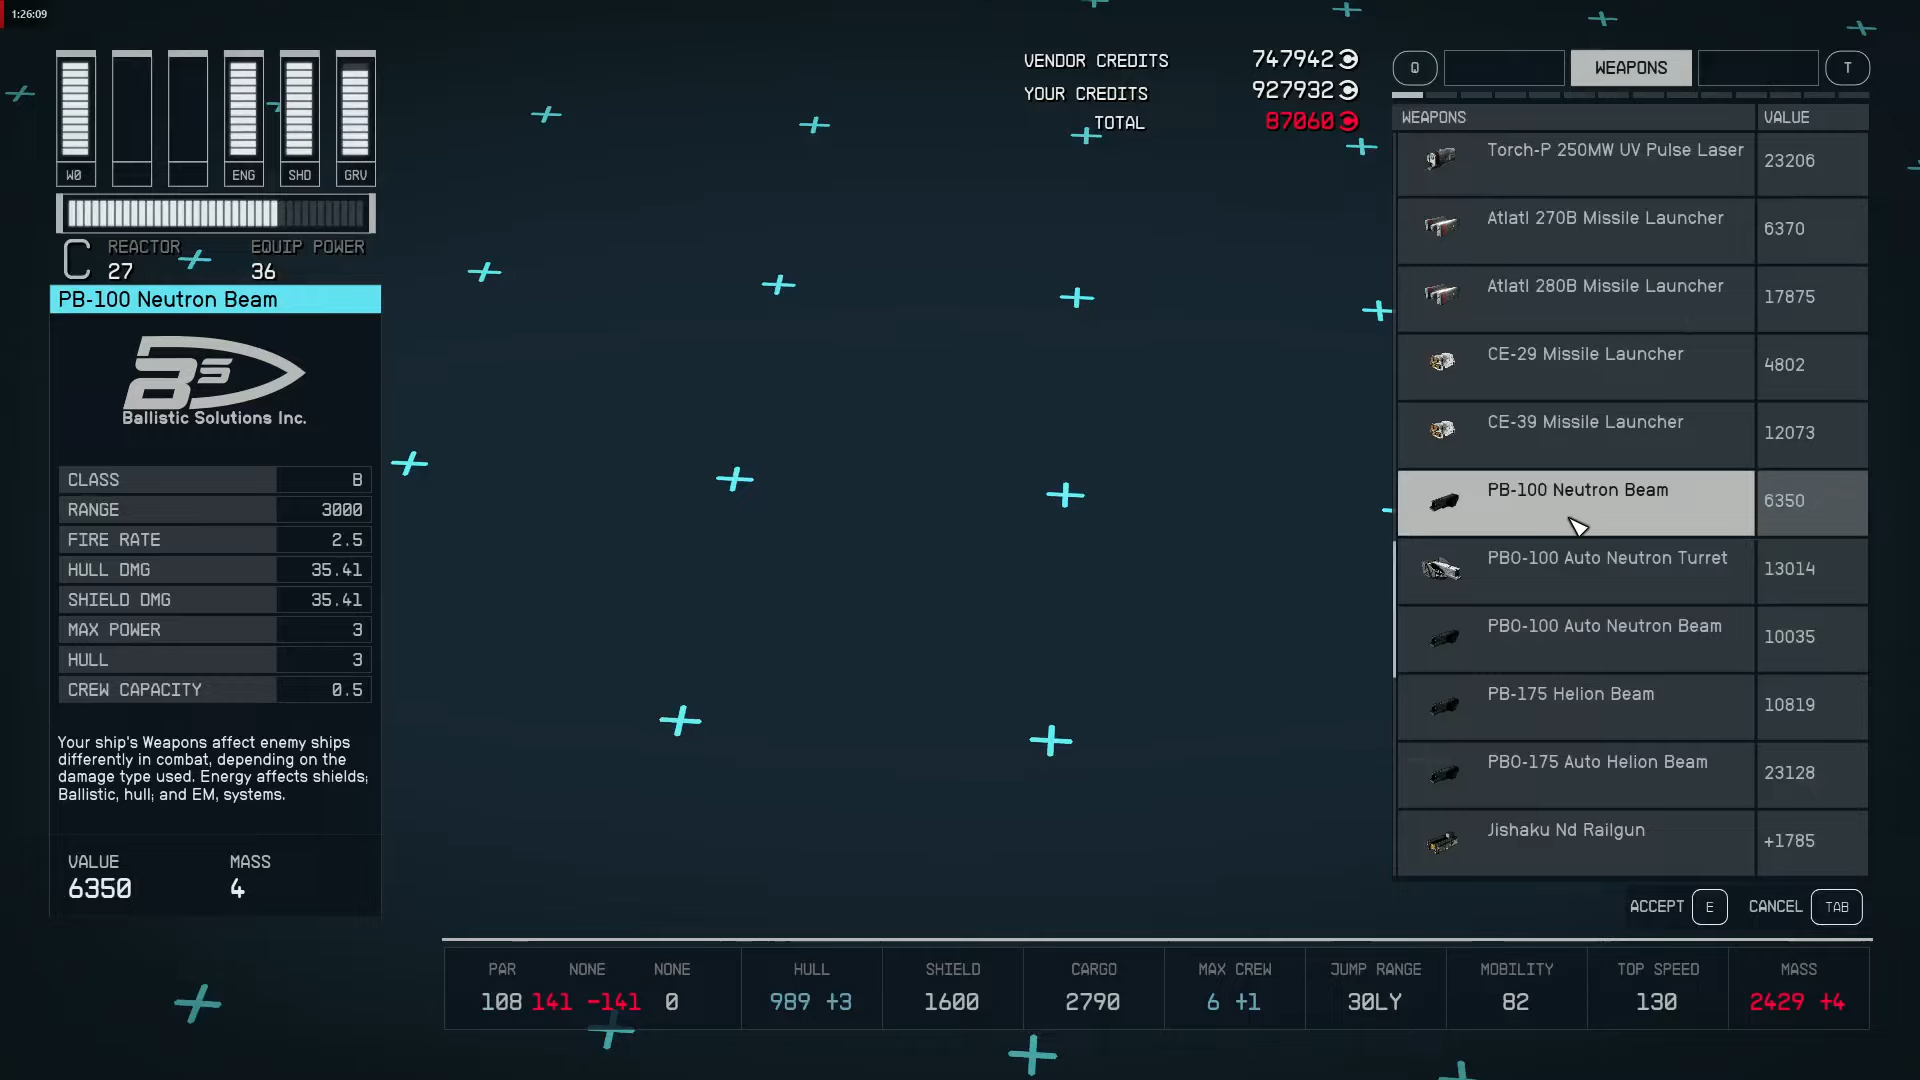 1:26:09
W0
ENG
SHD
GRV
REACTOR
27
EQUIP POWER
36
C
PB-100 Neutron Beam
BS
Ballistic Solutions Inc.
CLASS B
RANGE 3000
FIRE RATE 2.5
HULL DMG 35.41
SHIELD DMG 35.41
MAX POWER 3
HULL 3
CREW CAPACITY 0.5
Your ship's Weapons affect enemy ships
differently in combat, depending on the
damage type used. Energy affects shields;
Ballistic, hull; and EM, systems.
VALUE MASS
6350 4
VENDOR CREDITS 747942
YOUR CREDITS 927932
TOTAL 87060
Q WEAPONS T
WEAPONS VALUE
Torch-P 250MW UV Pulse Laser 23206
Atlatl 270B Missile Launcher 6370
Atlatl 280B Missile Launcher 17875
CE-29 Missile Launcher 4802
CE-39 Missile Launcher 12073
PB-100 Neutron Beam 6350
PBO-100 Auto Neutron Turret 13014
PBO-100 Auto Neutron Beam 10035
PB-175 Helion Beam 10819
PBO-175 Auto Helion Beam 23128
Jishaku Nd Railgun +1785
ACCEPT E CANCEL TAB
PAR NONE NONE HULL SHIELD CARGO MAX CREW JUMP RANGE MOBILITY TOP SPEED MASS
108 141 -141 0 989 +3 1600 2790 6 +1 30LY 82 130 2429 +4